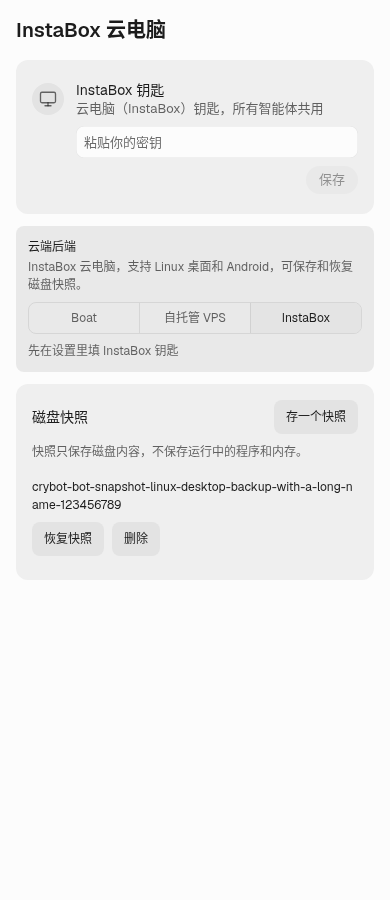 InstaBox 云电脑
InstaBox 钥匙
云电脑（InstaBox）钥匙，所有智能体共用
粘贴你的密钥
保存
云端后端
InstaBox 云电脑，支持 Linux 桌面和 Android，可保存和恢复
磁盘快照。
Boat
自托管 VPS
InstaBox
先在设置里填 InstaBox 钥匙
磁盘快照
存一个快照
快照只保存磁盘内容，不保存运行中的程序和内存。
crybot-bot-snapshot-linux-desktop-backup-with-a-long-n
ame-123456789
恢复快照
删除